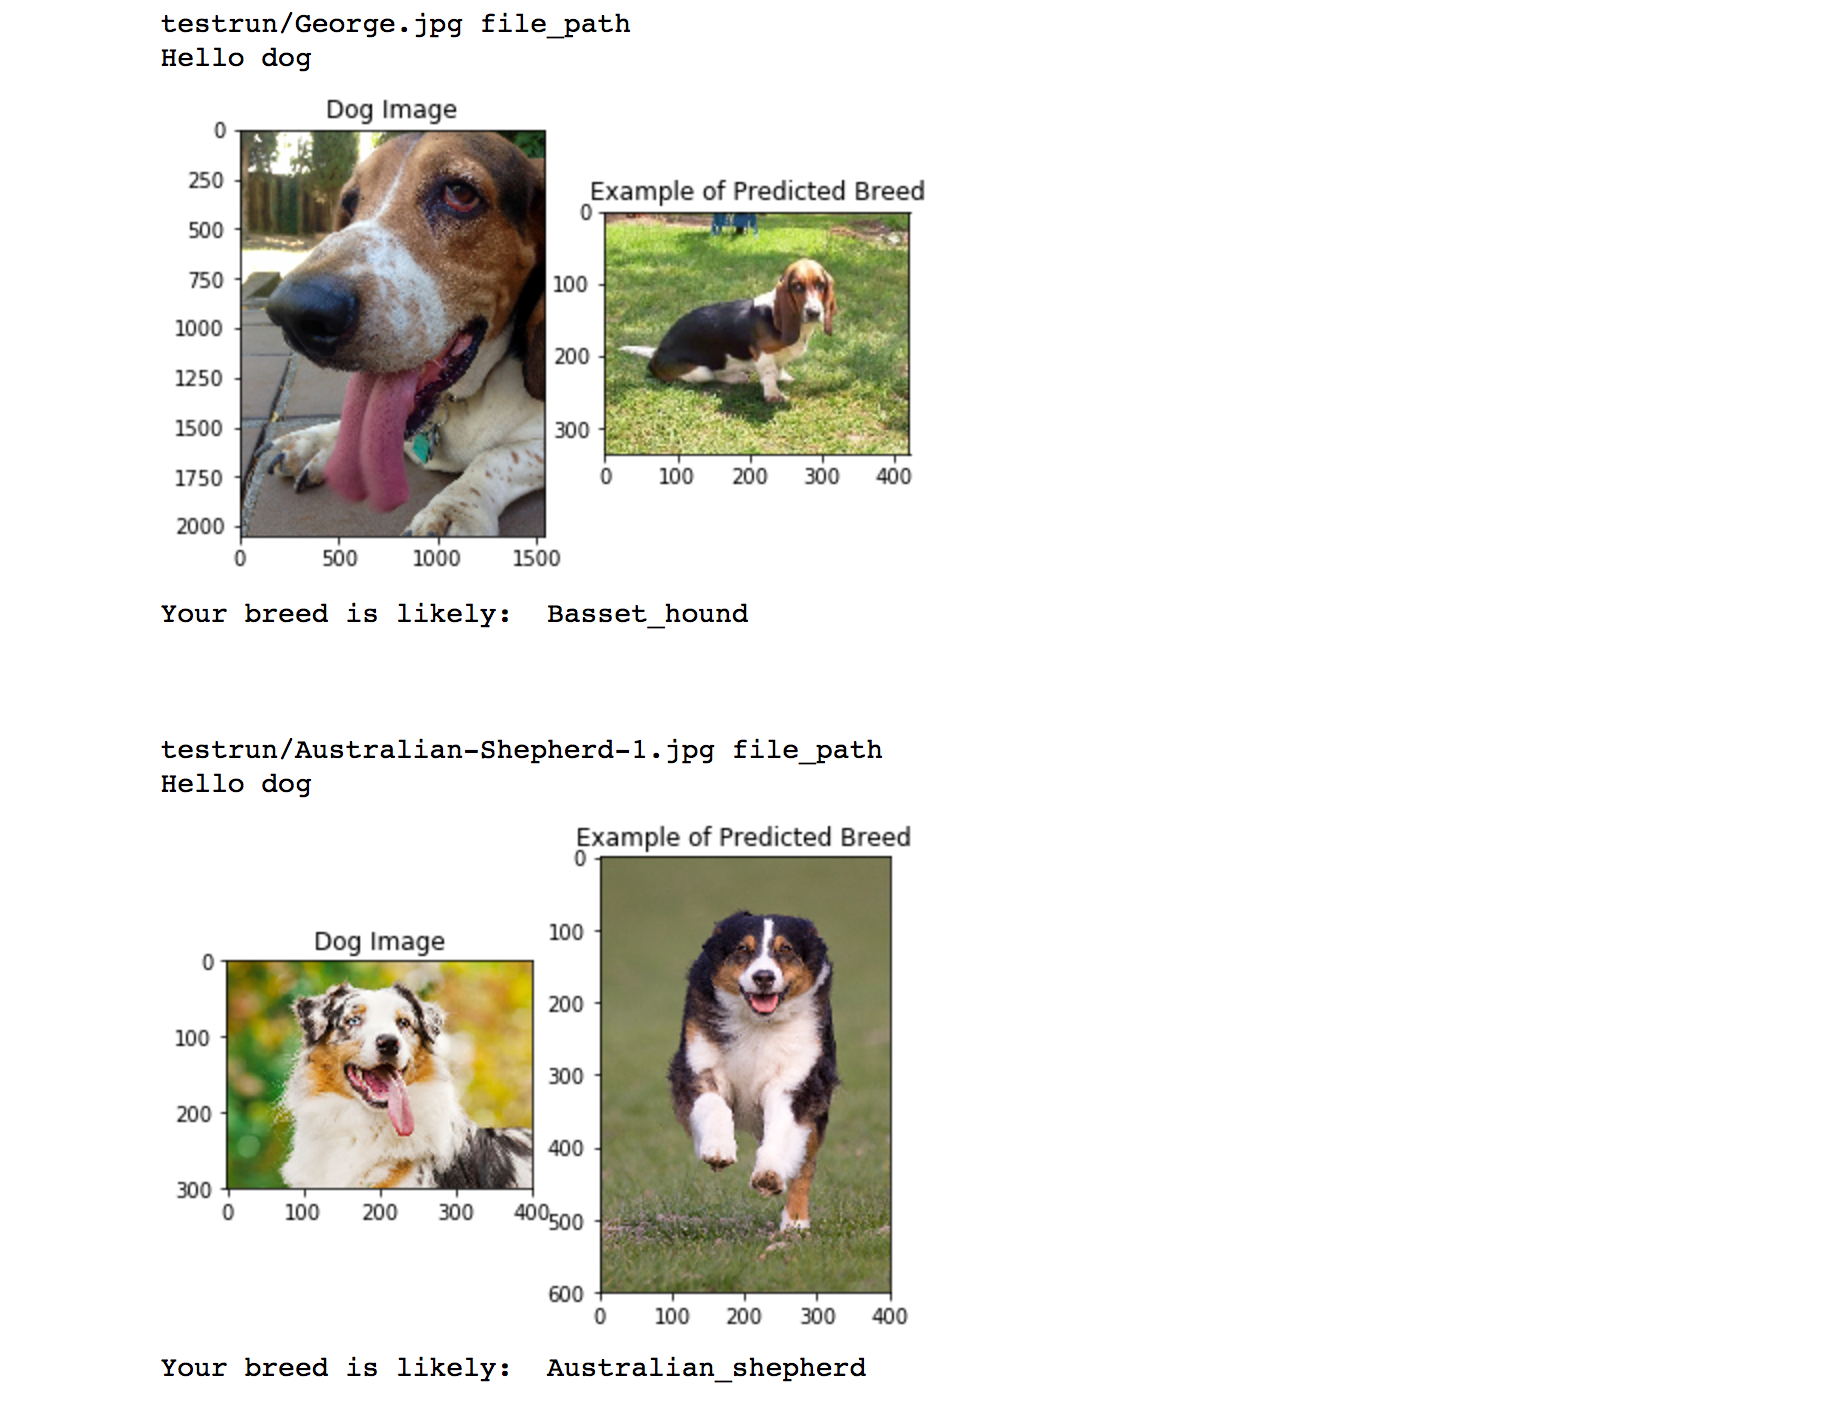 testrun/George.jpg file_path
Hello dog
Dog Image
0
250
500
750
1000
1250
1500
1750
2000
0 500 1000 1500
Example of Predicted Breed
0
100
200
300
0 100 200 300 400
Your breed is likely:  Basset_hound
testrun/Australian-Shepherd-1.jpg file_path
Hello dog
Dog Image
0
100
200
300
0 100 200 300 400
Example of Predicted Breed
0
100
200
300
400
500
600
0 100 200 300 400
Your breed is likely:  Australian_shepherd